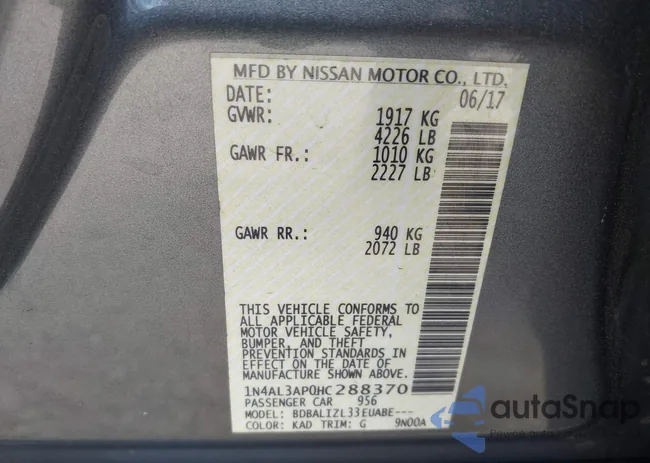 MFD BY NISSAN MOTOR CO., LTD.
DATE: 06/17
GVWR: 1917 KG
4226 LB
GAWR FR.: 1010 KG
2227 LB
GAWR RR.: 940 KG
2072 LB
THIS VEHICLE CONFORMS TO
ALL APPLICABLE FEDERAL
MOTOR VEHICLE SAFETY,
BUMPER, AND THEFT
PREVENTION STANDARDS IN
EFFECT ON THE DATE OF
MANUFACTURE SHOWN ABOVE.
1N4AL3AP0HC288370
PASSENGER CAR 956
MODEL: BDBALIZL33EUABE---
COLOR: KAD TRIM: G 9N00A
autoSnap